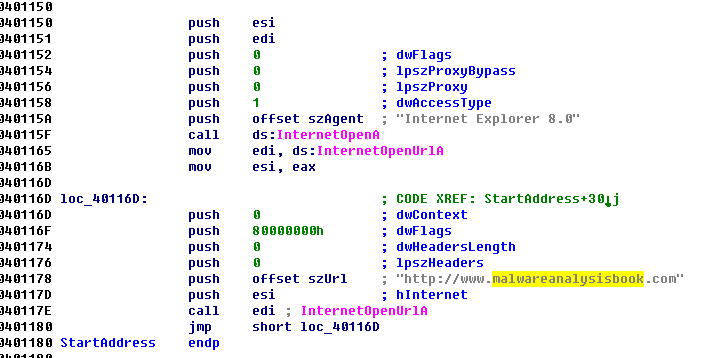 0401150
0401150 push esi
0401151 push edi
0401152 push 0 ; dwFlags
0401154 push 0 ; lpszProxyBypass
0401156 push 0 ; lpszProxy
0401158 push 1 ; dwAccessType
040115A push offset szAgent ; "Internet Explorer 8.0"
040115F call ds:InternetOpenA
0401165 mov edi, ds:InternetOpenUrlA
040116B mov esi, eax
040116D
040116D loc_40116D: ; CODE XREF: StartAddress+30↓j
040116D push 0 ; dwContext
040116F push 80000000h ; dwFlags
0401174 push 0 ; dwHeadersLength
0401176 push 0 ; lpszHeaders
0401178 push offset szUrl ; "http://www.malwareanalysisbook.com"
040117D push esi ; hInternet
040117E call edi ; InternetOpenUrlA
0401180 jmp short loc_40116D
0401180 StartAddress endp